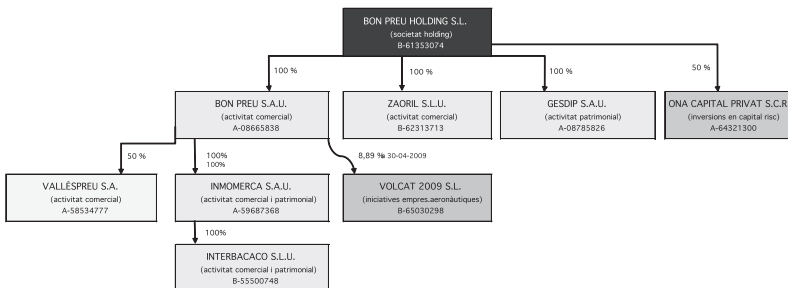 BON PREU HOLDING S.L.
(societat holding)
B-61353074
100 %
100 %
100 %
50 %
BON PREU S.A.U.
(activitat comercial)
A-08665838
ZAORIL S.L.U.
(activitat comercial)
B-62313713
GESDIP S.A.U.
(activitat patrimonial)
A-08785826
ONA CAPITAL PRIVAT S.C.R
(inversions en capital risc)
A-64321300
50 %
100%
100%
8,89 % a 30-04-2009
VALLÈSPREU S.A.
(activitat comercial)
A-58534777
INMOMERCA S.A.U.
(activitat comercial i patrimonial)
A-59687368
VOLCAT 2009 S.L.
(iniciatives empres.aeronàutiques)
B-65030298
100%
INTERBACACO S.L.U.
(activitat comercial i patrimonial)
B-55500748